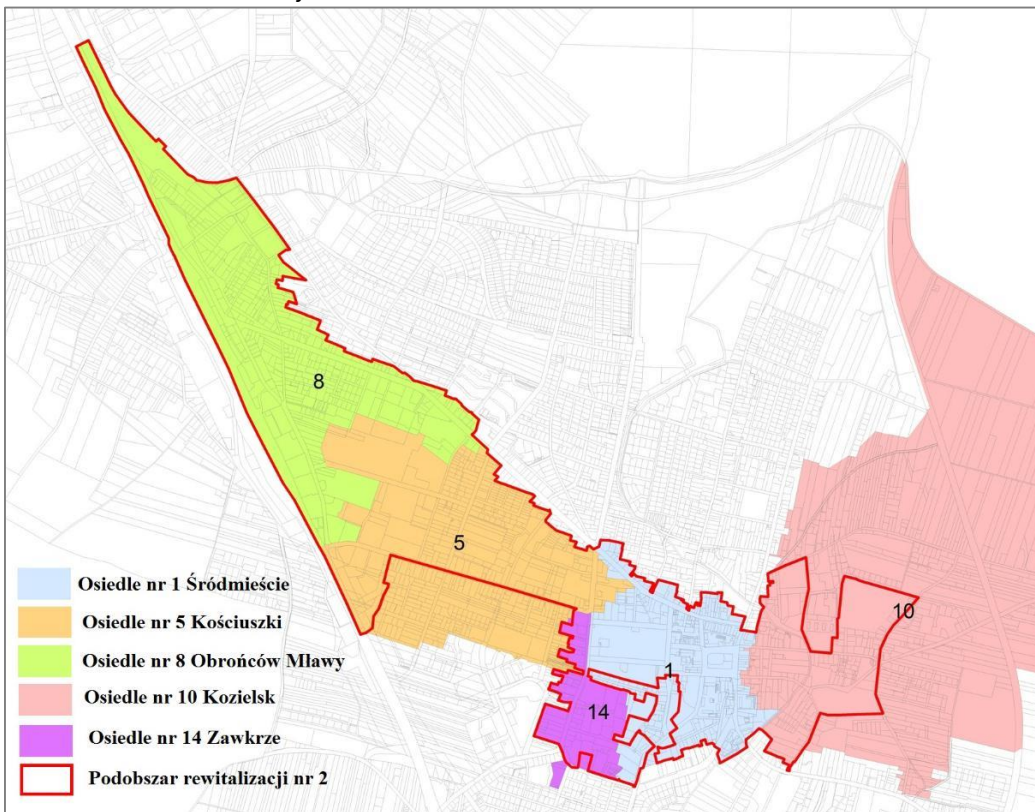 8
5
10
1
14
Osiedle nr 1 Śródmieście
Osiedle nr 5 Kościuszki
Osiedle nr 8 Obrońców Mławy
Osiedle nr 10 Kozielsk
Osiedle nr 14 Zawkrze
Podobszar rewitalizacji nr 2